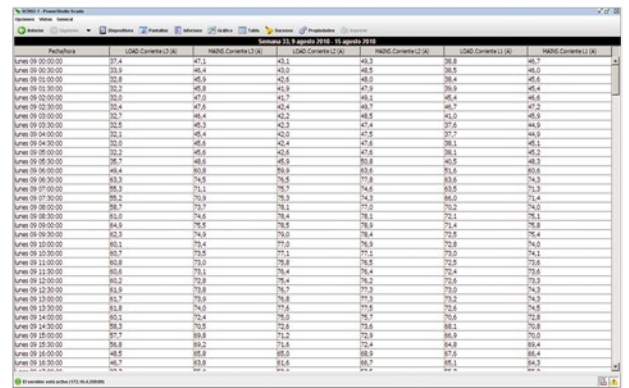 DCRB2-1 - PowerStudio Scada
Opciones Vistas General
Anterior Siguiente Dispositivos Pantallas Informes Gráfico Tabla Sucesos Propiedades Imprimir
Semana 33, 9 agosto 2010 - 15 agosto 2010
Fecha/hora LOAD.Corriente L3 (A) MAINS.Corriente L3 (A) LOAD.Corriente L2 (A) MAINS.Corriente L2 (A) LOAD.Corriente L1 (A) MAINS.Corriente L1 (A)
lunes 09 00:00:00 37,4 47,1 43,1 49,3 38,8 46,7
lunes 09 00:30:00 33,9 46,4 43,0 48,5 38,5 46,0
lunes 09 01:00:00 32,8 45,9 42,6 48,0 38,4 45,6
lunes 09 01:30:00 32,2 45,8 41,9 47,9 39,9 45,4
lunes 09 02:00:00 32,0 47,0 41,7 49,1 45,4 46,6
lunes 09 02:30:00 32,4 47,6 42,4 49,7 46,7 47,2
lunes 09 03:00:00 32,7 46,4 42,2 48,5 41,0 45,9
lunes 09 03:30:00 32,5 45,3 42,3 47,4 37,6 44,9
lunes 09 04:00:00 32,1 45,4 42,0 47,5 37,7 44,9
lunes 09 04:30:00 32,0 45,6 42,4 47,6 38,1 45,1
lunes 09 05:00:00 32,2 45,6 42,6 47,6 38,1 45,2
lunes 09 05:30:00 35,7 48,6 45,9 50,8 40,5 48,3
lunes 09 06:00:00 49,4 60,8 59,9 63,6 51,6 60,6
lunes 09 06:30:00 63,3 74,5 76,5 77,8 63,6 74,3
lunes 09 07:00:00 55,3 71,1 75,7 74,6 63,5 71,3
lunes 09 07:30:00 55,2 70,9 75,3 74,3 66,0 71,4
lunes 09 08:00:00 58,7 73,7 78,1 77,0 70,2 74,0
lunes 09 08:30:00 61,0 74,6 78,4 78,1 72,1 75,1
lunes 09 09:00:00 64,9 75,5 78,5 78,9 71,4 75,8
lunes 09 09:30:00 62,3 74,9 79,0 78,4 72,5 75,4
lunes 09 10:00:00 60,1 73,4 77,0 76,9 72,8 74,0
lunes 09 10:30:00 60,7 73,5 77,1 77,1 73,0 74,1
lunes 09 11:00:00 60,8 73,0 75,8 76,5 72,5 73,6
lunes 09 11:30:00 60,6 73,1 76,4 76,4 72,4 73,6
lunes 09 12:00:00 60,2 72,8 75,4 76,2 72,6 73,3
lunes 09 12:30:00 61,9 73,8 76,7 77,3 73,0 74,3
lunes 09 13:00:00 61,7 73,9 76,8 77,3 73,2 74,3
lunes 09 13:30:00 61,8 74,0 77,6 77,5 72,6 74,5
lunes 09 14:00:00 60,1 72,4 75,0 75,7 70,6 72,8
lunes 09 14:30:00 58,3 70,5 72,6 73,6 68,1 70,8
lunes 09 15:00:00 57,7 69,8 71,2 72,9 66,9 70,0
lunes 09 15:30:00 56,8 69,2 71,6 72,4 64,8 69,4
lunes 09 16:00:00 48,5 65,8 65,0 68,9 67,6 66,4
lunes 09 16:30:00 46,7 63,8 61,6 66,7 65,1 64,3
El servidor está activo